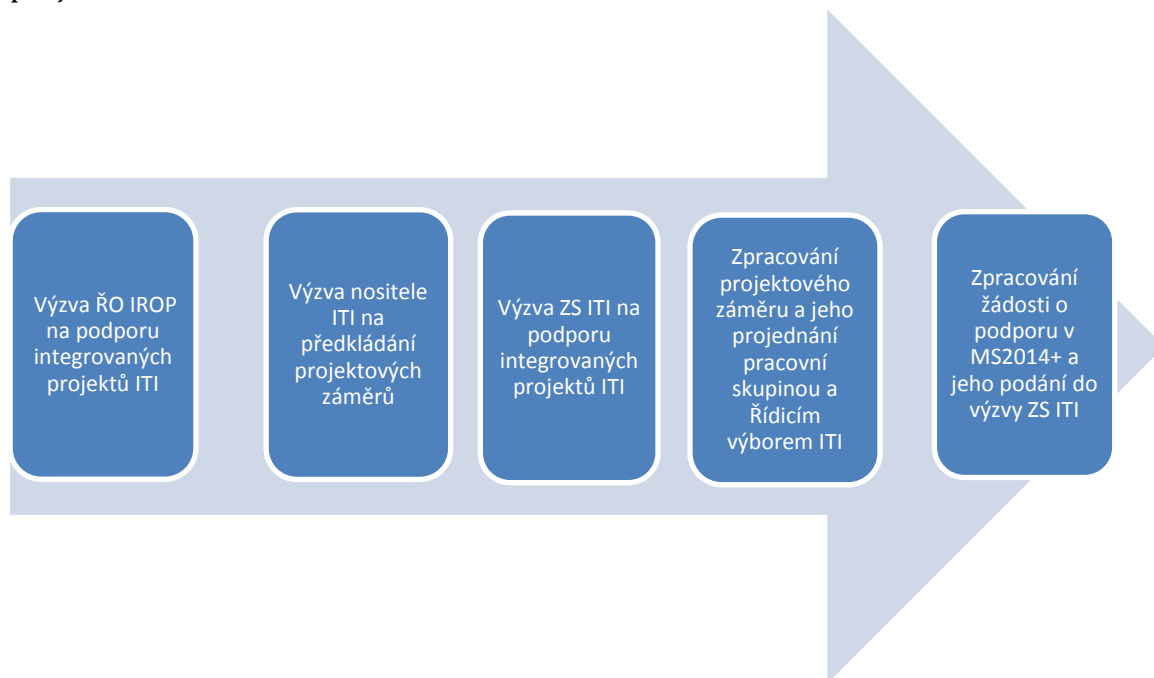 Výzva ŘO IROP
na podporu
integrovaných
projektů ITI
Výzva nositele
ITI na
předkládání
projektových
záměrů
Výzva ZS ITI na
podporu
integrovaných
projektů ITI
Zpracování
projektového
záměru a jeho
projednání
pracovní
skupinou a
Řídicím
výborem ITI
Zpracování
žádosti o
podporu v
MS2014+ a
jeho podání do
výzvy ZS ITI